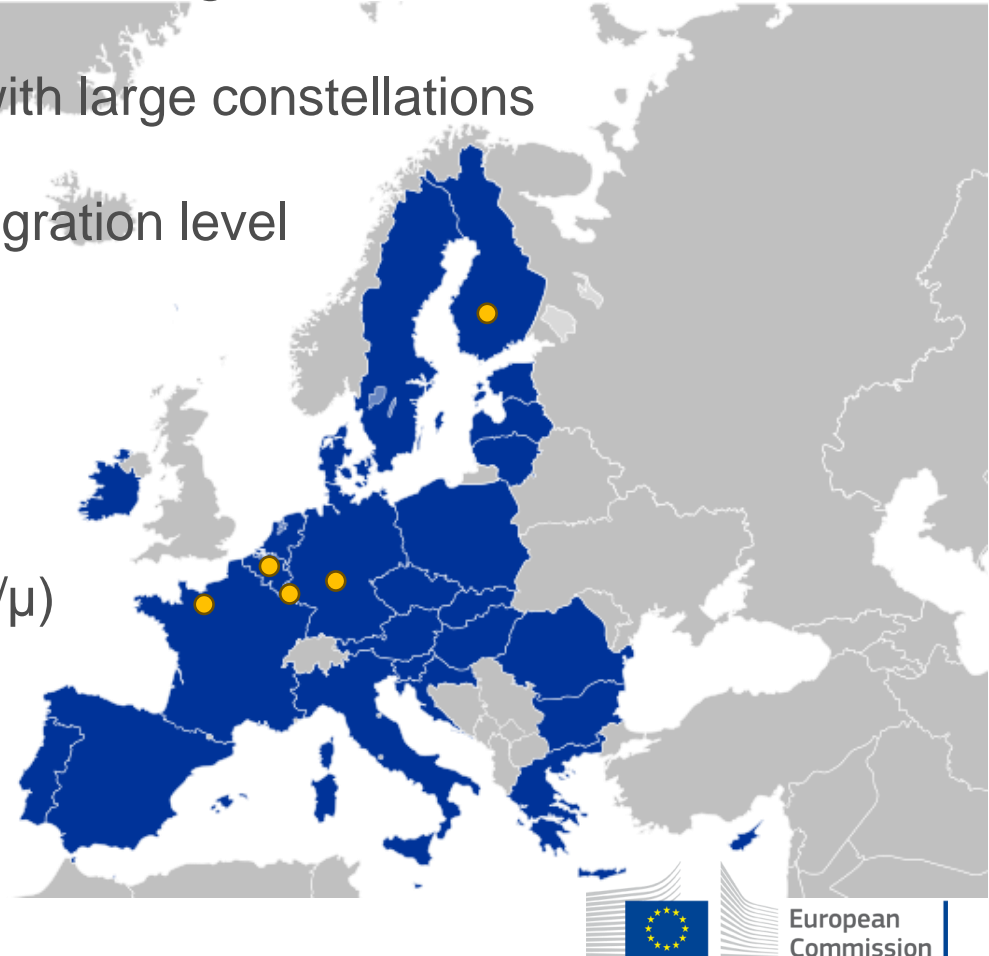 with large constellations
gration level
/μ)
European
Commission